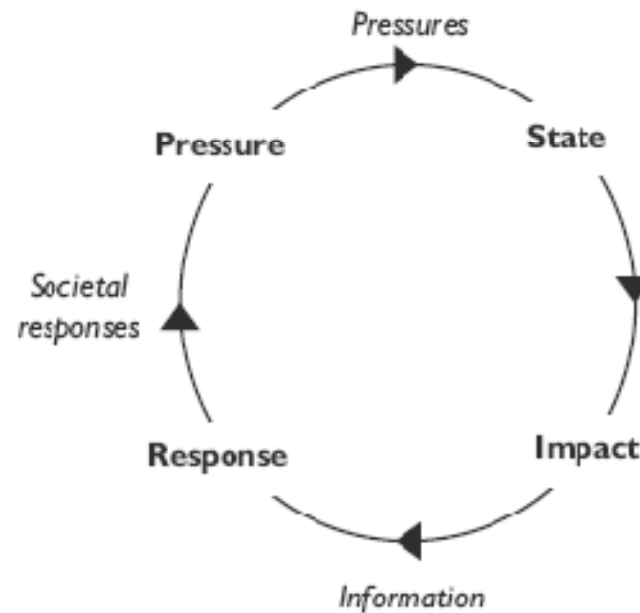 Pressures
Pressure
State
Societal
responses
Response
Impact
Information